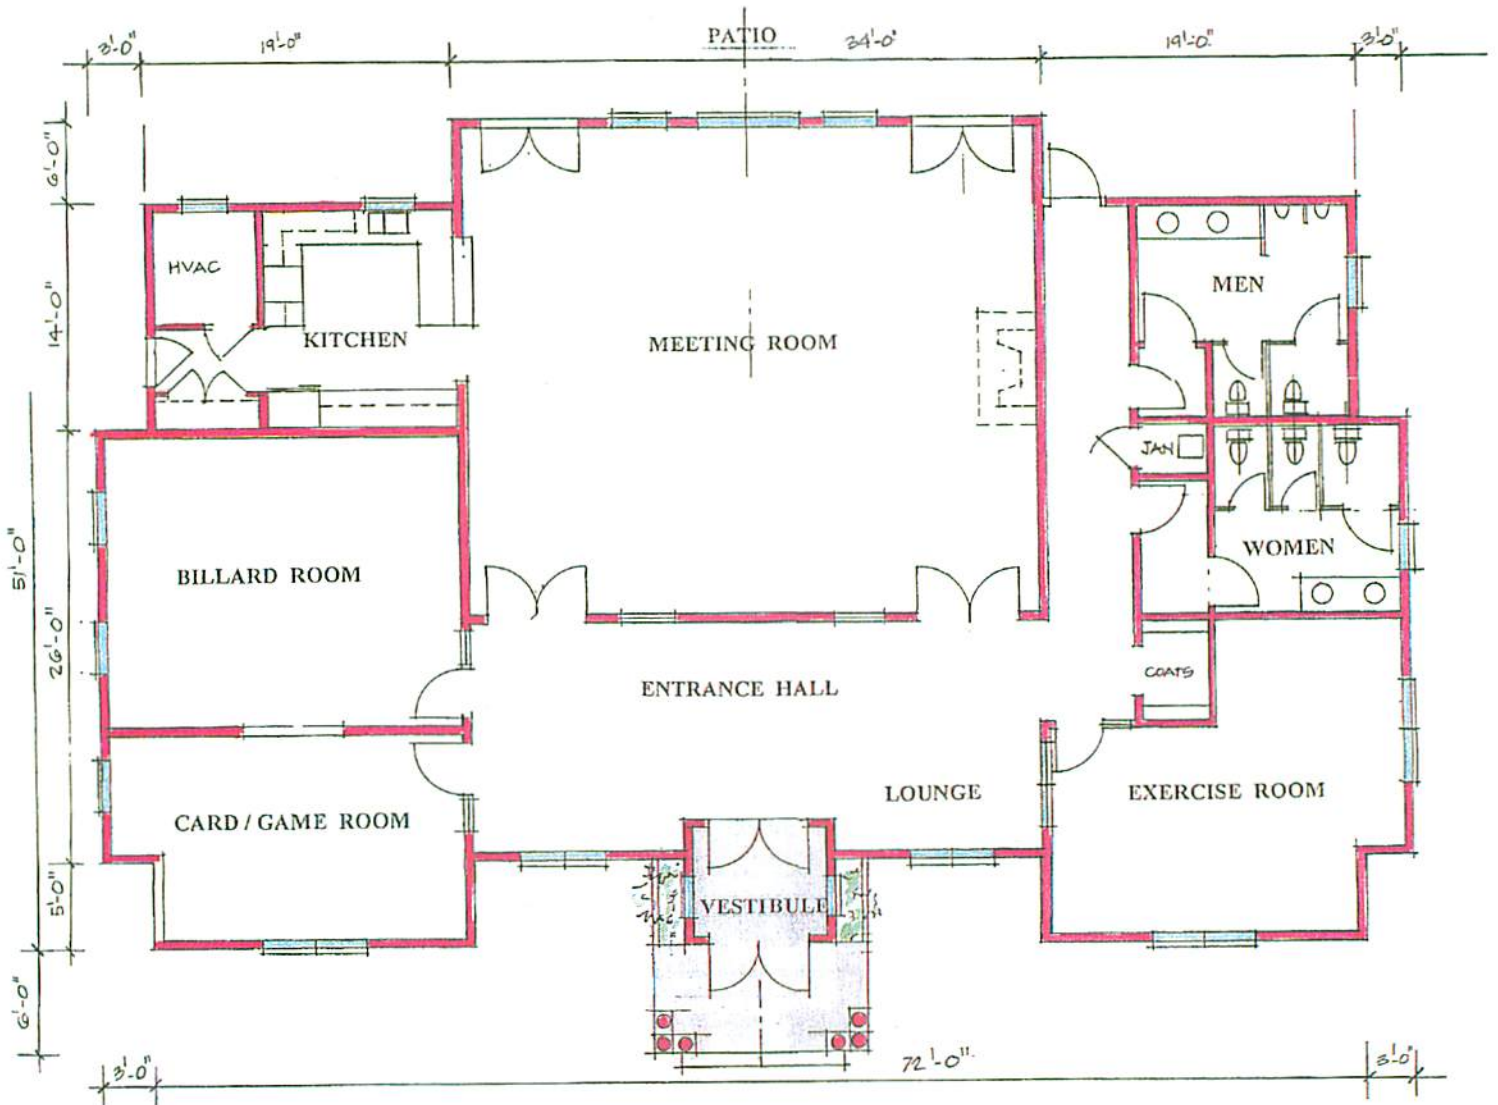 PATIO
3'-0"
19'-0"
34'-0"
19'-0"
3'-0"
6'-0"
14'-0"
HVAC
KITCHEN
MEETING ROOM
MEN
JAN
WOMEN
51'-0"
26'-0"
BILLARD ROOM
ENTRANCE HALL
COATS
CARD / GAME ROOM
LOUNGE
EXERCISE ROOM
5'-0"
VESTIBULE
6'-0"
3'-0"
72'-0"
3'-0"